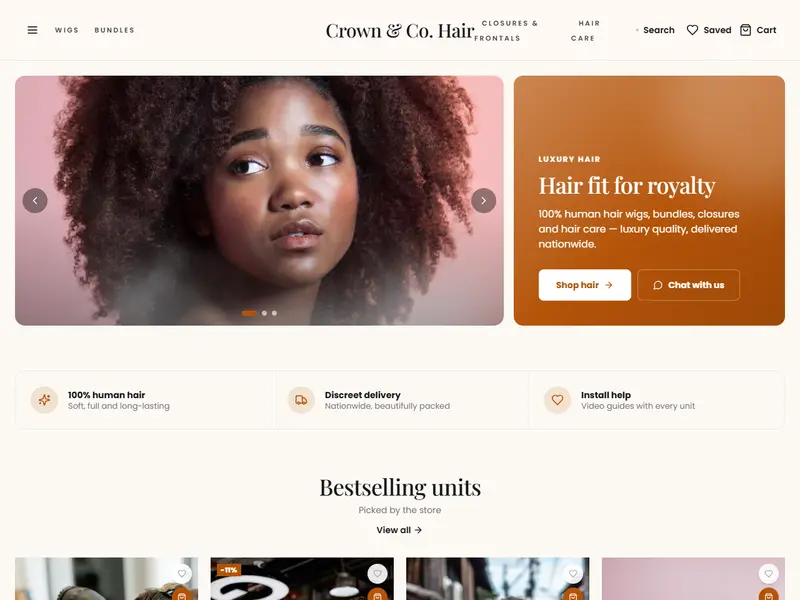 WIGS
BUNDLES
Crown & Co. Hair
CLOSURES &
FRONTALS
HAIR
CARE
Search
Saved
Cart
LUXURY HAIR
Hair fit for royalty
100% human hair wigs, bundles, closures
and hair care — luxury quality, delivered
nationwide.
Shop hair
Chat with us
100% human hair
Soft, full and long-lasting
Discreet delivery
Nationwide, beautifully packed
Install help
Video guides with every unit
Bestselling units
Picked by the store
View all
-11%